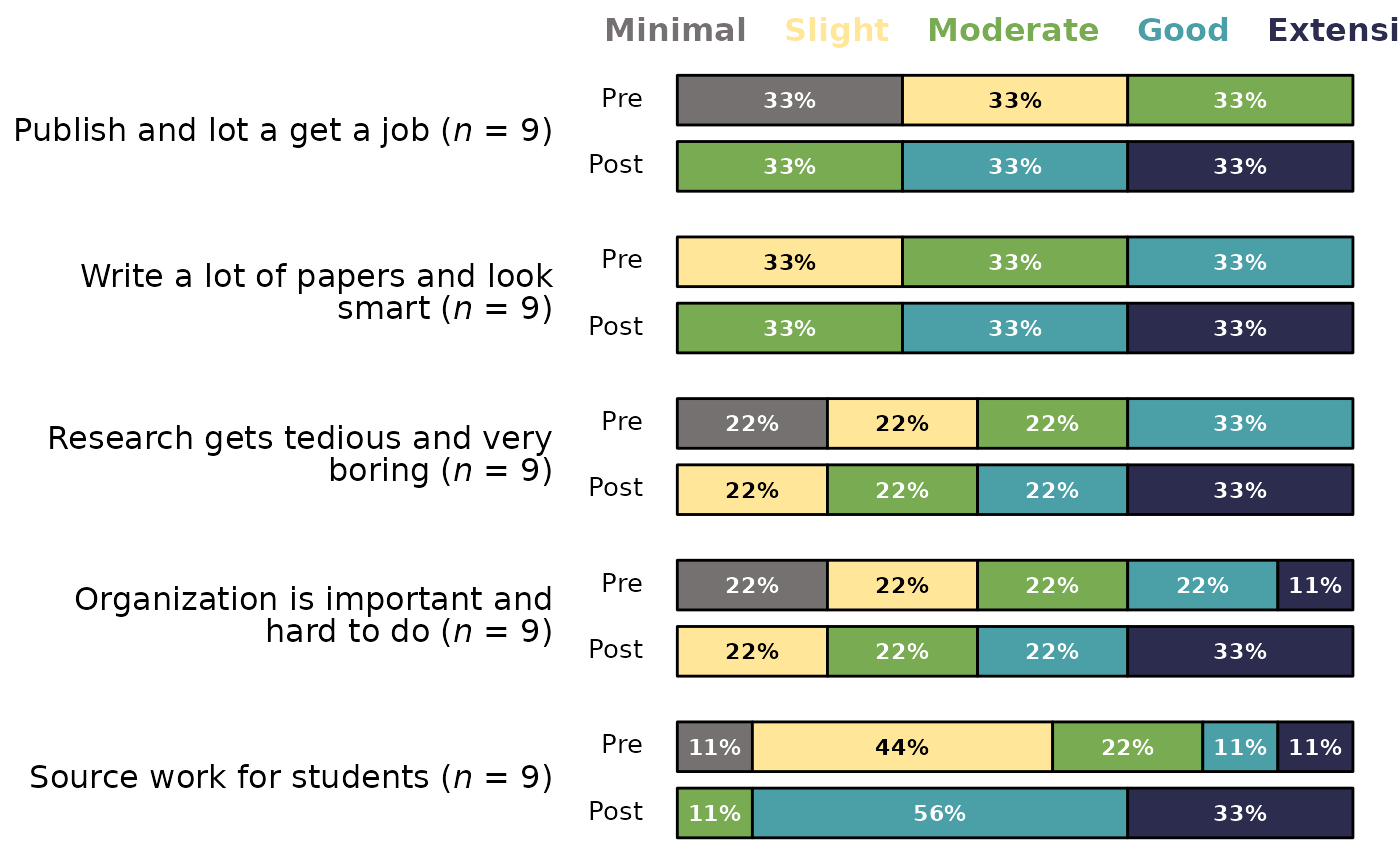 Minimal Slight Moderate Good Extensi
Publish and lot a get a job (n = 9)
Pre 33% 33% 33%
Post 33% 33% 33%
Write a lot of papers and look
smart (n = 9)
Pre 33% 33% 33%
Post 33% 33% 33%
Research gets tedious and very
boring (n = 9)
Pre 22% 22% 22% 33%
Post 22% 22% 22% 33%
Organization is important and
hard to do (n = 9)
Pre 22% 22% 22% 22% 11%
Post 22% 22% 22% 33%
Source work for students (n = 9)
Pre 11% 44% 22% 11% 11%
Post 11% 56% 33%